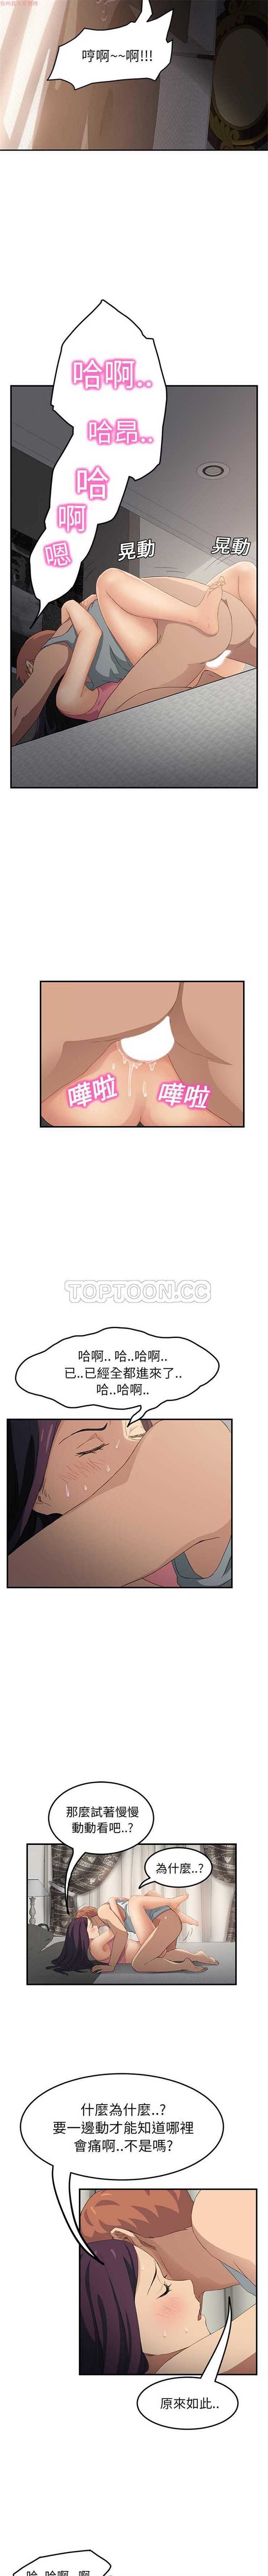 哼啊~~啊!!!
哈啊..
哈昂..
哈
啊
嗯
晃動
晃動
嘩啦
嘩啦
TOPTOON.CC
哈啊.. 哈..哈啊..
已..已經全都進來了..
哈..哈啊..
那麼試著慢慢
動動看吧..?
為什麼..?
什麼為什麼..?
要一邊動才能知道哪裡
會痛啊..不是嗎?
原來如此..